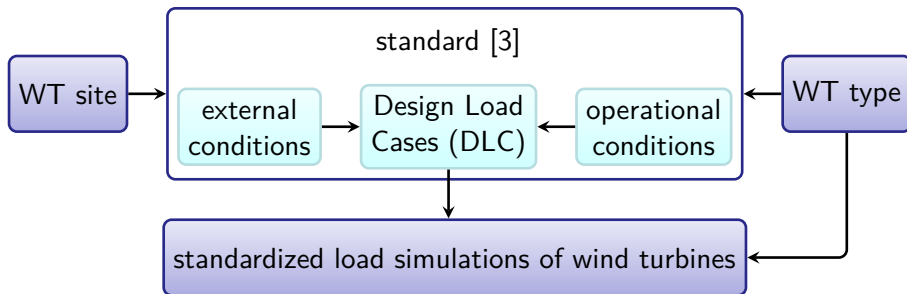 standard [3]
WT site
external
conditions
Design Load
Cases (DLC)
operational
conditions
WT type
standardized load simulations of wind turbines